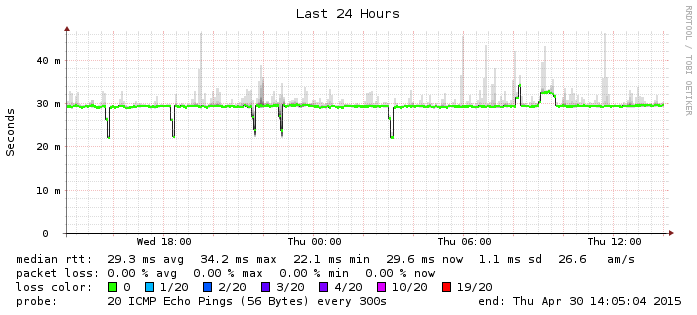 Last 24 Hours
RRDTOOL / TOBI OETIKER
Seconds
40 m
30 m
20 m
10 m
0
Wed 18:00 Thu 00:00 Thu 06:00 Thu 12:00
median rtt: 29.3 ms avg 34.2 ms max 22.1 ms min 29.6 ms now 1.1 ms sd 26.6 am/s
packet loss: 0.00 % avg 0.00 % max 0.00 % min 0.00 % now
loss color: 0 1/20 2/20 3/20 4/20 10/20 19/20
probe: 20 ICMP Echo Pings (56 Bytes) every 300s end: Thu Apr 30 14:05:04 2015